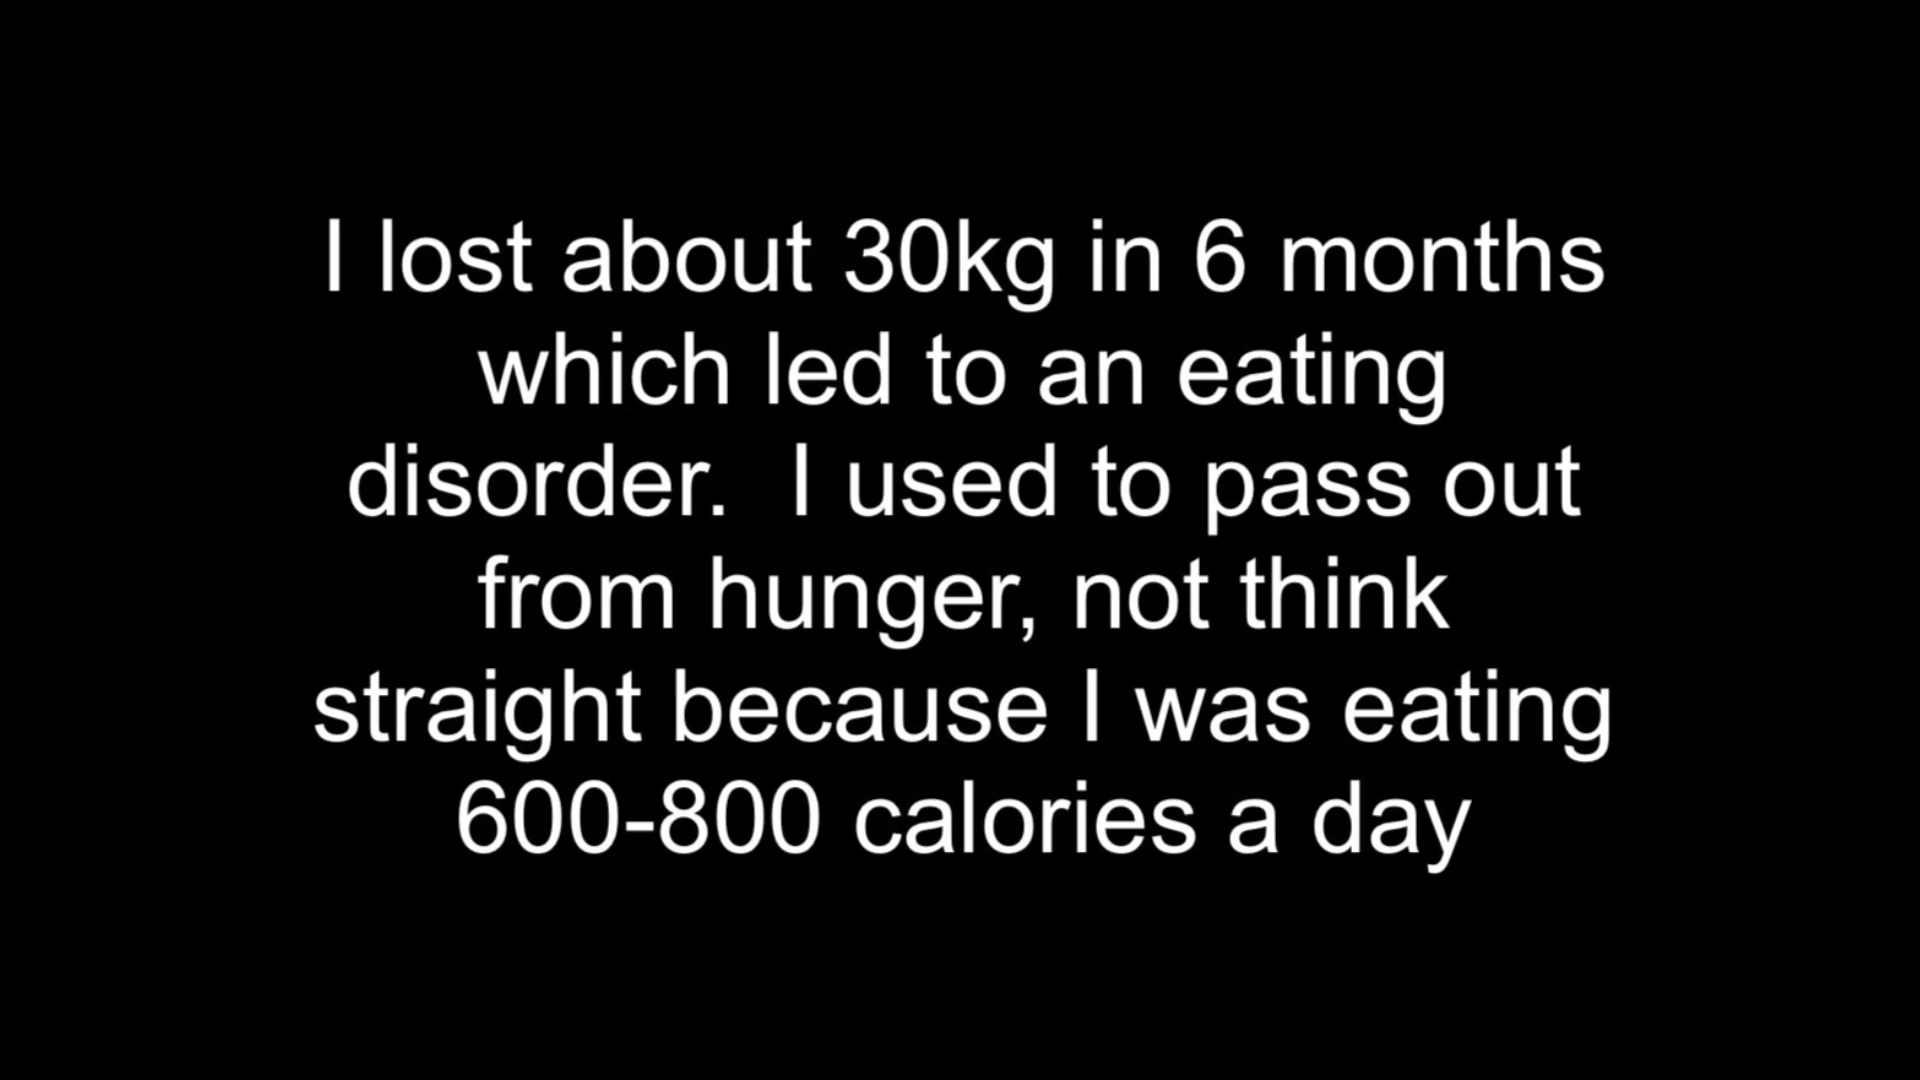 I lost about 30kg in 6 months
which led to an eating
disorder.  I used to pass out
from hunger, not think
straight because I was eating
600-800 calories a day